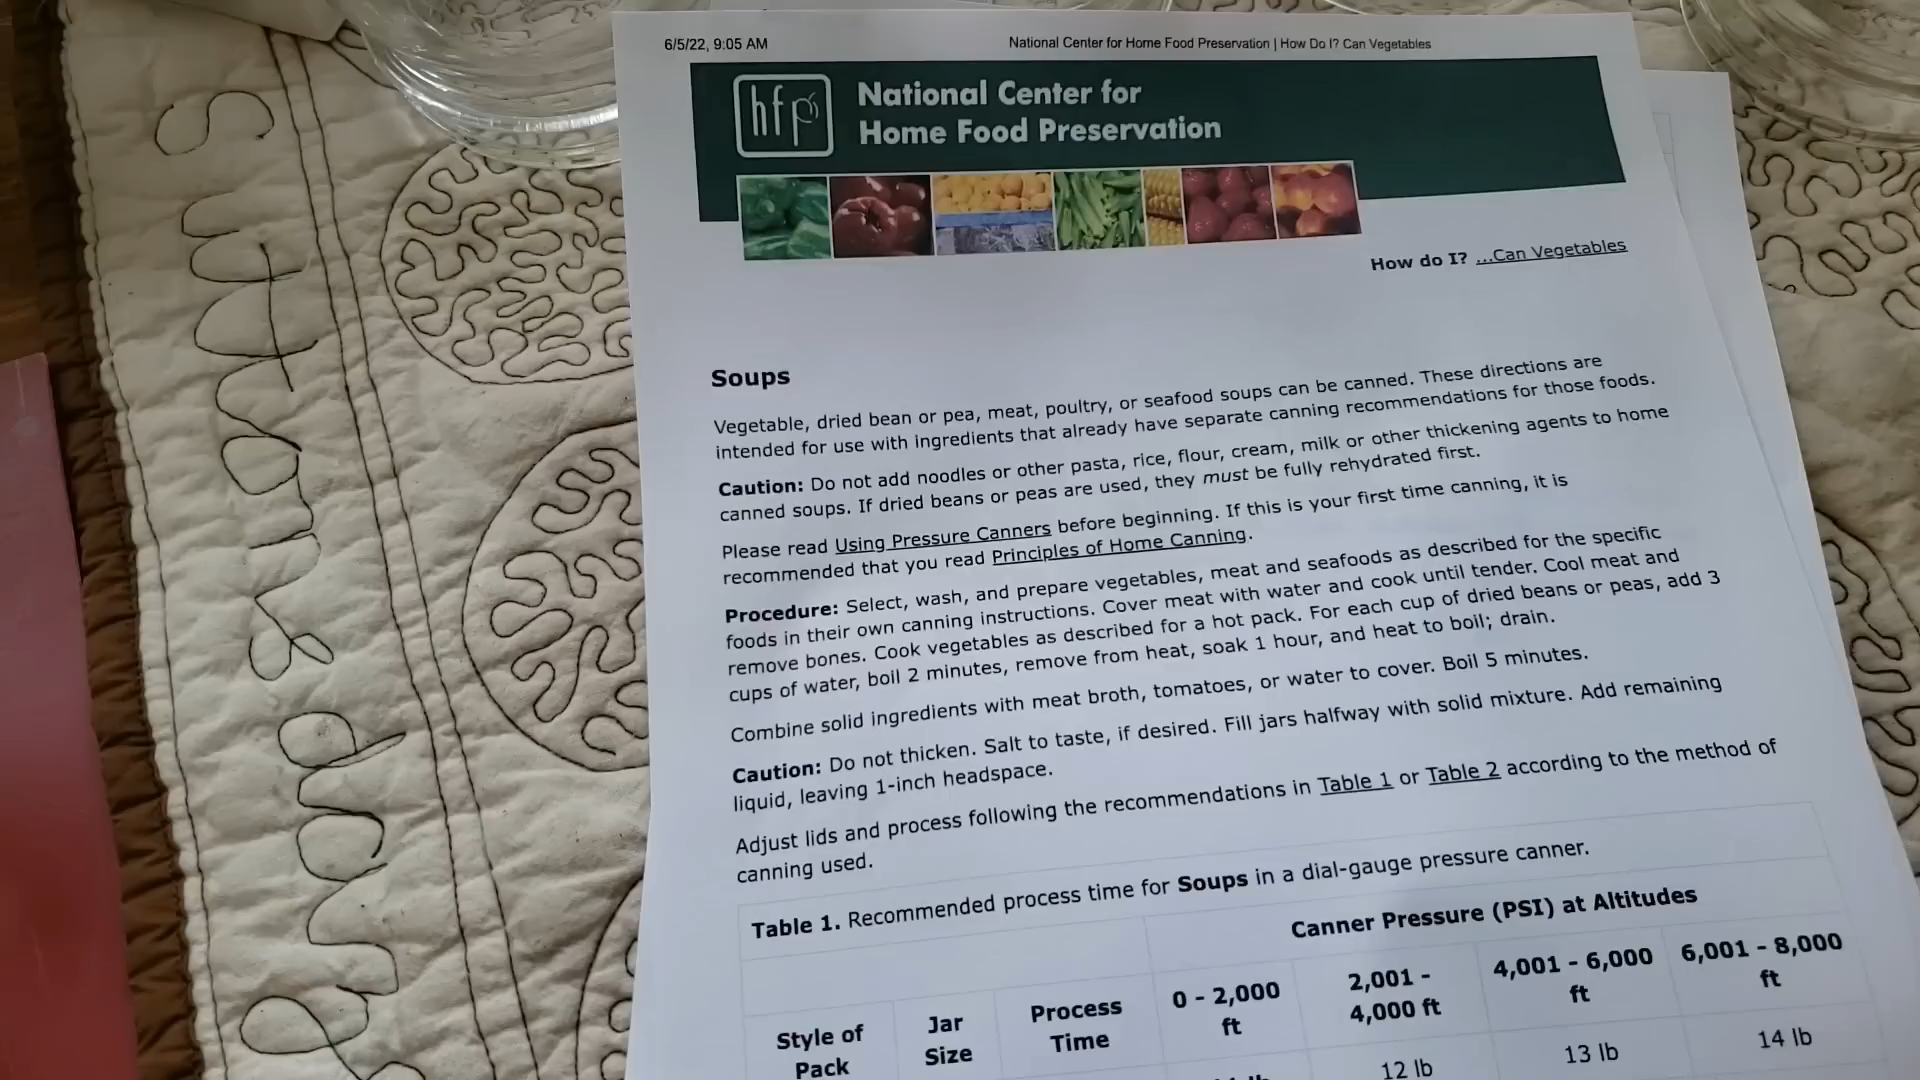 6/5/22, 9:05 AM
National Center for Home Food Preservation | How Do I? Can Vegetables
hfp
National Center for
Home Food Preservation
How do I? ...Can Vegetables
Soups
Vegetable, dried bean or pea, meat, poultry, or seafood soups can be canned. These directions are
intended for use with ingredients that already have separate canning recommendations for those foods.
Caution: Do not add noodles or other pasta, rice, flour, cream, milk or other thickening agents to home
canned soups. If dried beans or peas are used, they must be fully rehydrated first.
Please read Using Pressure Canners before beginning. If this is your first time canning, it is
recommended that you read Principles of Home Canning.
Procedure: Select, wash, and prepare vegetables, meat and seafoods as described for the specific
foods in their own canning instructions. Cover meat with water and cook until tender. Cool meat and
remove bones. Cook vegetables as described for a hot pack. For each cup of dried beans or peas, add 3
cups of water, boil 2 minutes, remove from heat, soak 1 hour, and heat to boil; drain.
Combine solid ingredients with meat broth, tomatoes, or water to cover. Boil 5 minutes.
Caution: Do not thicken. Salt to taste, if desired. Fill jars halfway with solid mixture. Add remaining
liquid, leaving 1-inch headspace.
Adjust lids and process following the recommendations in Table 1 or Table 2 according to the method of
canning used.
Table 1. Recommended process time for Soups in a dial-gauge pressure canner.
Canner Pressure (PSI) at Altitudes
Style of Pack
Jar Size
Process Time
0 - 2,000 ft
2,001 - 4,000 ft
4,001 - 6,000 ft
6,001 - 8,000 ft
12 lb
13 lb
14 lb